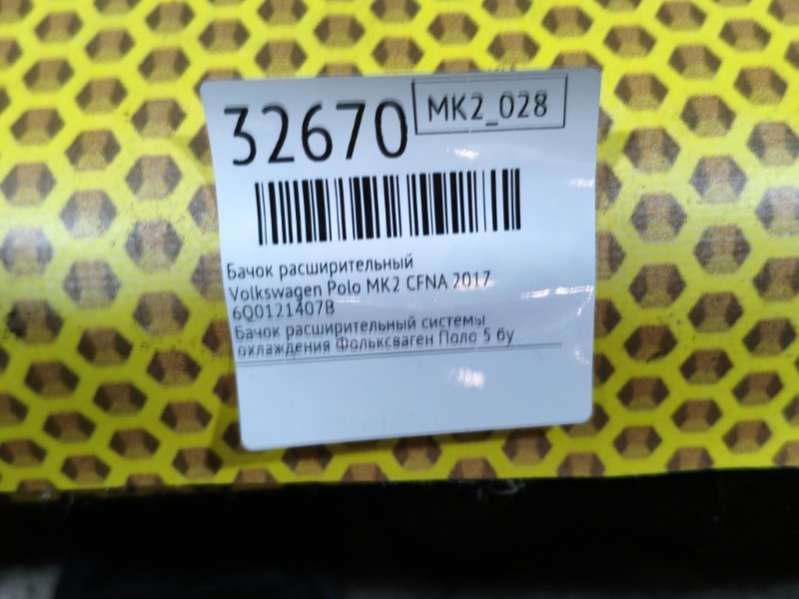 32670
MK2_028
Бачок расширительный
Volkswagen Polo MK2 CFNA 2017
6Q0121407B
Бачок расширительный системы
охлаждения Фольксваген Поло 5 бу